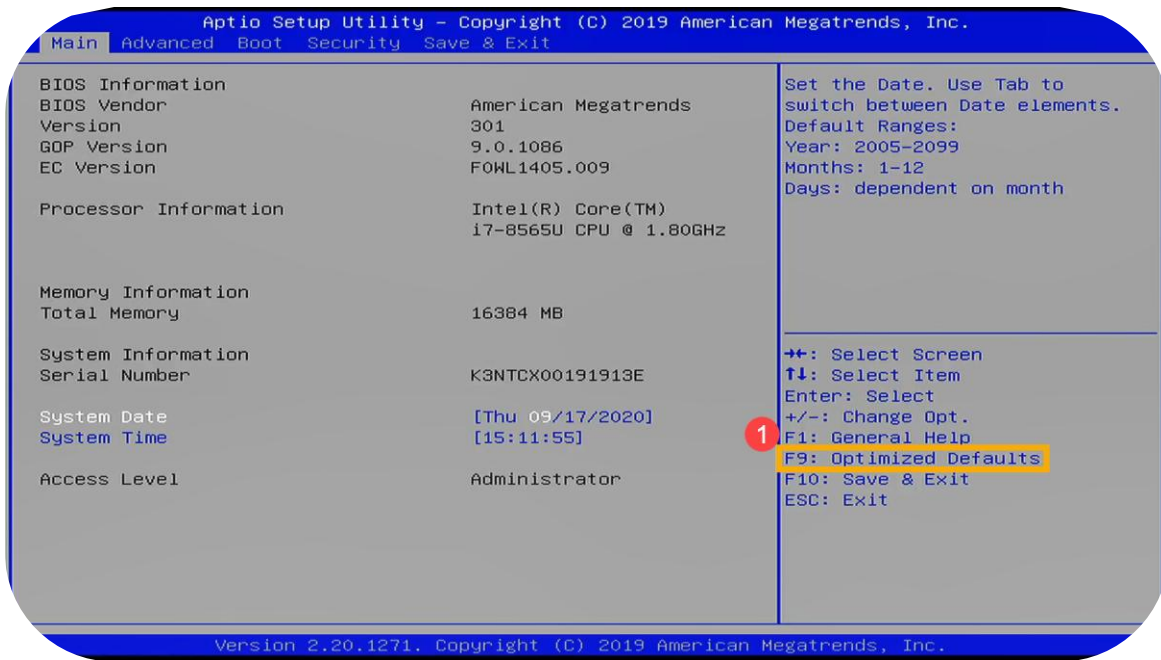 Aptio Setup Utility – Copyright (C) 2019 American Megatrends, Inc.
Main Advanced Boot Security Save & Exit
BIOS Information
BIOS Vendor American Megatrends
Version 301
GOP Version 9.0.1086
EC Version F0WL1405.009
Processor Information Intel(R) Core(TM)
i7-8565U CPU @ 1.80GHz
Memory Information
Total Memory 16384 MB
System Information
Serial Number K3NTCX00191913E
System Date [Thu 09/17/2020]
System Time [15:11:55]
Access Level Administrator
Set the Date. Use Tab to
switch between Date elements.
Default Ranges:
Year: 2005-2099
Months: 1-12
Days: dependent on month
→←: Select Screen
↑↓: Select Item
Enter: Select
+/-: Change Opt.
1
F1: General Help
F9: Optimized Defaults
F10: Save & Exit
ESC: Exit
Version 2.20.1271. Copyright (C) 2019 American Megatrends, Inc.